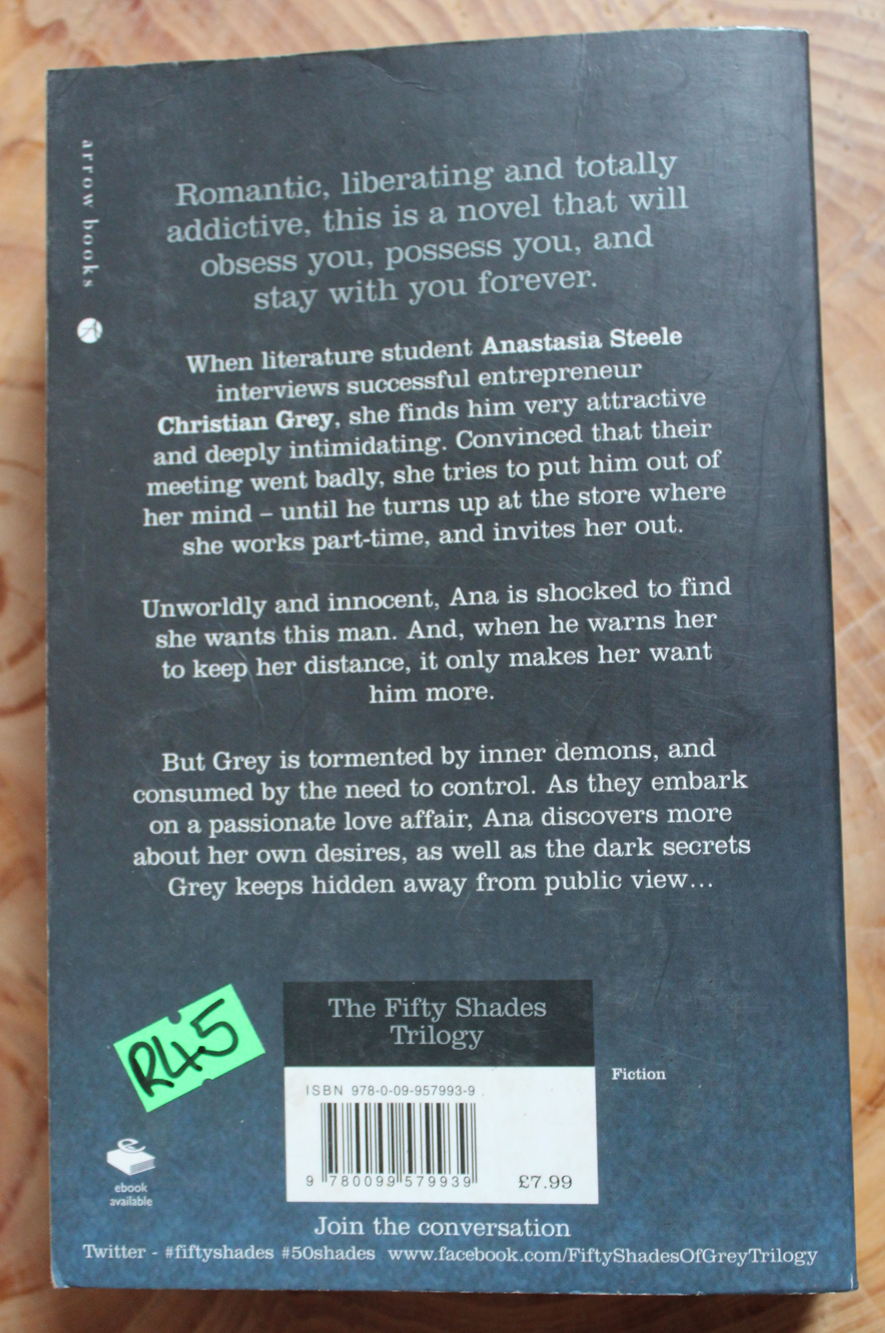 arrow books
Romantic, liberating and totally
addictive, this is a novel that will
obsess you, possess you, and
stay with you forever.
When literature student Anastasia Steele
interviews successful entrepreneur
Christian Grey, she finds him very attractive
and deeply intimidating. Convinced that their
meeting went badly, she tries to put him out of
her mind – until he turns up at the store where
she works part-time, and invites her out.
Unworldly and innocent, Ana is shocked to find
she wants this man. And, when he warns her
to keep her distance, it only makes her want
him more.
But Grey is tormented by inner demons, and
consumed by the need to control. As they embark
on a passionate love affair, Ana discovers more
about her own desires, as well as the dark secrets
Grey keeps hidden away from public view...
R45
The Fifty Shades
Trilogy
ISBN 978-0-09-957993-9
9 780099 579939
£7.99
Fiction
e
ebook
available
Join the conversation
Twitter - #fiftyshades #50shades www.facebook.com/FiftyShadesOfGreyTrilogy